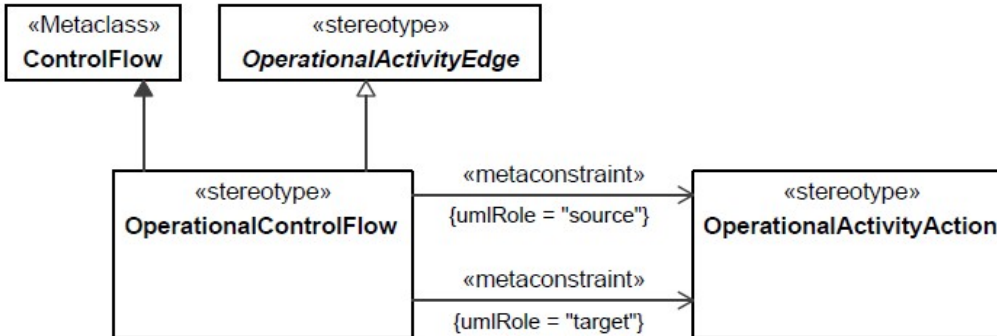 «Metaclass»
ControlFlow
«stereotype»
OperationalActivityEdge
«stereotype»
OperationalControlFlow
«metaconstraint»
{umlRole = "source"}
«metaconstraint»
{umlRole = "target"}
«stereotype»
OperationalActivityAction